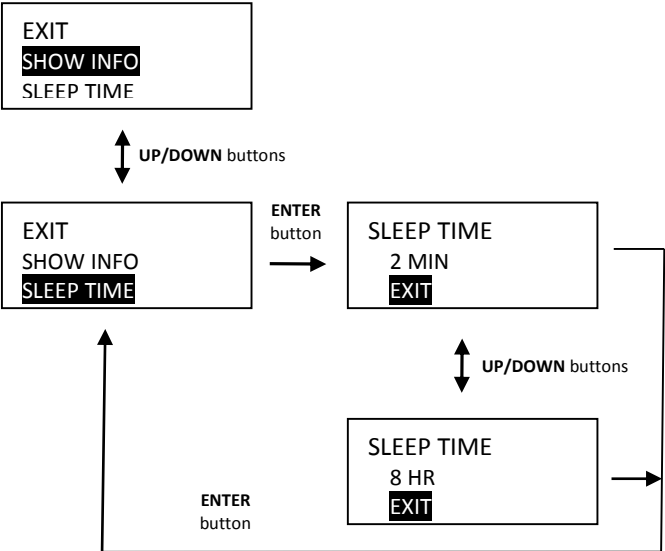 EXIT
SHOW INFO
SLEEP TIME
UP/DOWN buttons
EXIT
SHOW INFO
SLEEP TIME
ENTER
button
SLEEP TIME
2 MIN
EXIT
UP/DOWN buttons
SLEEP TIME
8 HR
EXIT
ENTER
button